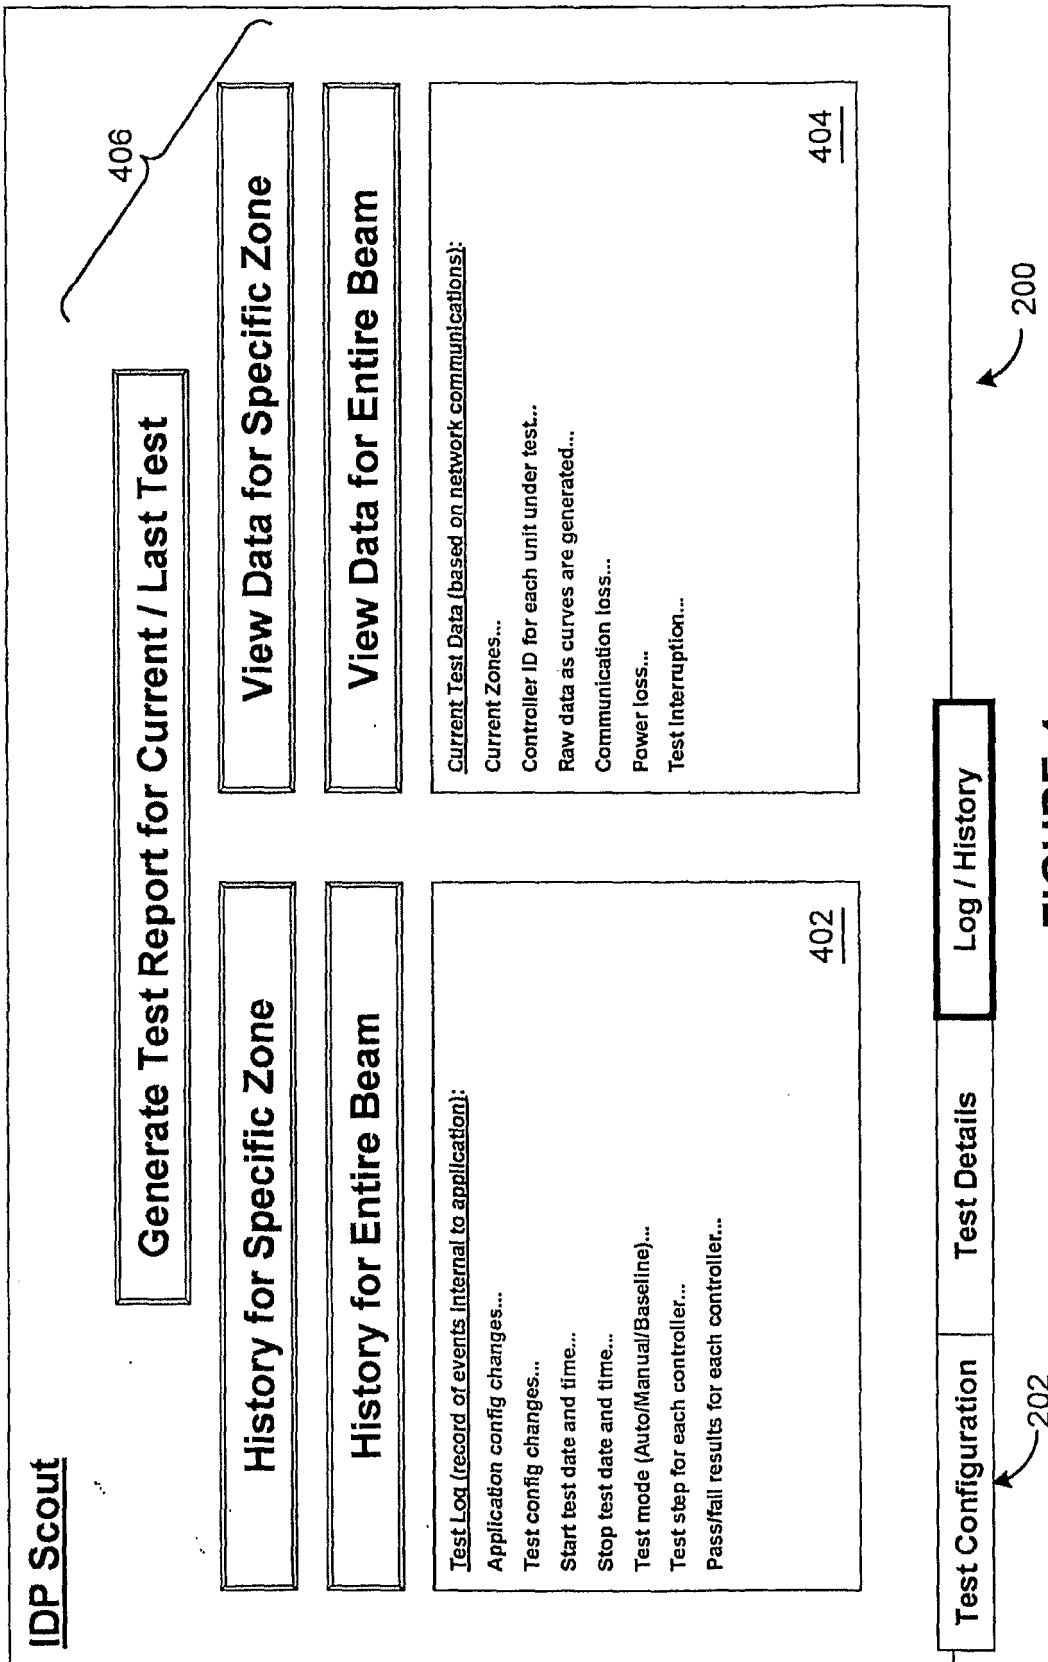 IDP Scout
406
Generate Test Report for Current / Last Test
History for Specific Zone
View Data for Specific Zone
History for Entire Beam
View Data for Entire Beam
Test Log (record of events internal to application):
Application config changes...
Test config changes...
Start test date and time...
Stop test date and time...
Test mode (Auto/Manual/Baseline)...
Test step for each controller...
Pass/fail results for each controller...
402
Current Test Data (based on network communications):
Current Zones...
Controller ID for each unit under test...
Raw data as curves are generated...
Communication loss...
Power loss...
Test Interruption...
404
Test Configuration
Test Details
Log / History
202
200